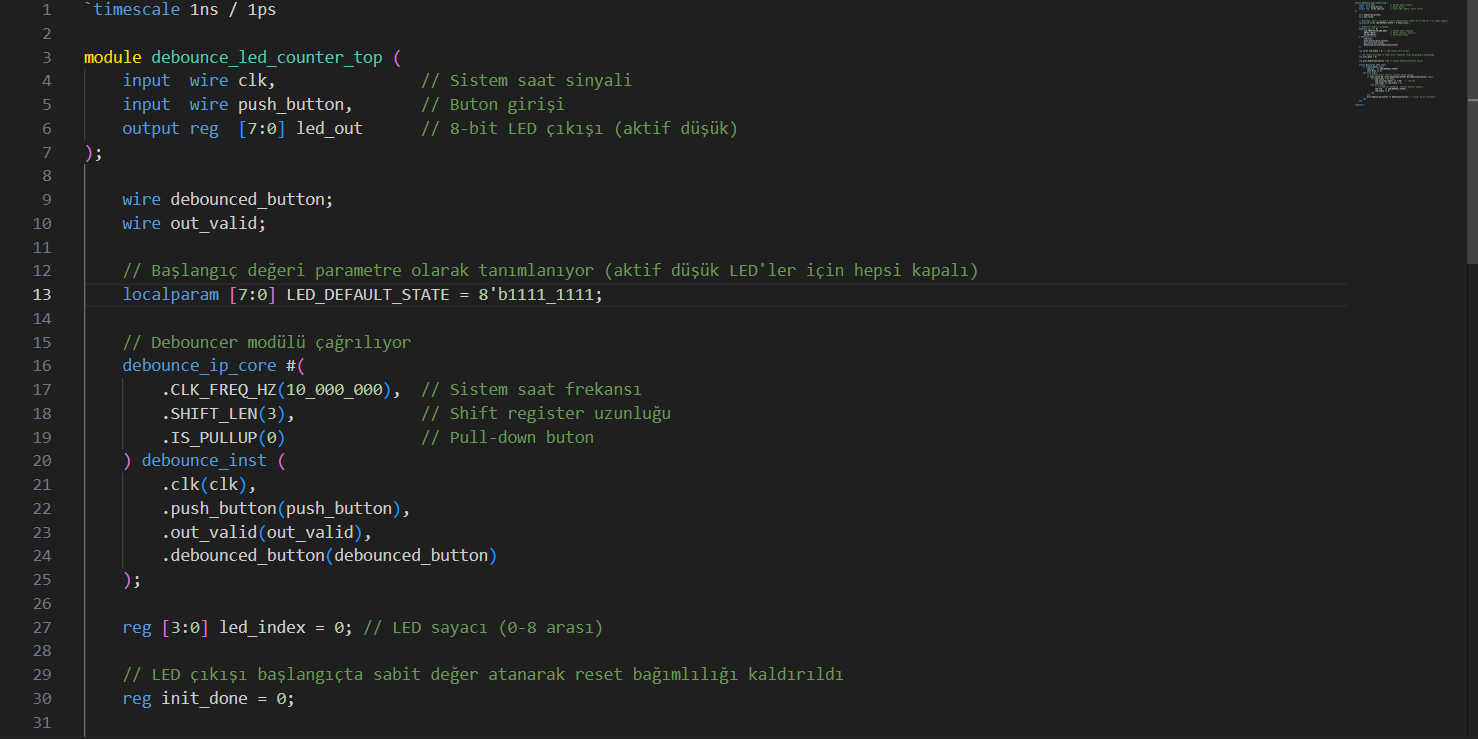 1 `timescale 1ns / 1ps
2
3 module debounce_led_counter_top (
4     input  wire clk,               // Sistem saat sinyali
5     input  wire push_button,       // Buton girişi
6     output reg  [7:0] led_out      // 8-bit LED çıkışı (aktif düşük)
7 );
8
9     wire debounced_button;
10     wire out_valid;
11
12     // Başlangıç değeri parametre olarak tanımlanıyor (aktif düşük LED'ler için hepsi kapalı)
13     localparam [7:0] LED_DEFAULT_STATE = 8'b1111_1111;
14
15     // Debouncer modülü çağrılıyor
16     debounce_ip_core #(
17         .CLK_FREQ_HZ(10_000_000),  // Sistem saat frekansı
18         .SHIFT_LEN(3),             // Shift register uzunluğu
19         .IS_PULLUP(0)              // Pull-down buton
20     ) debounce_inst (
21         .clk(clk),
22         .push_button(push_button),
23         .out_valid(out_valid),
24         .debounced_button(debounced_button)
25     );
26
27     reg [3:0] led_index = 0; // LED sayacı (0-8 arası)
28
29     // LED çıkışı başlangıçta sabit değer atanarak reset bağımlılığı kaldırıldı
30     reg init_done = 0;
31